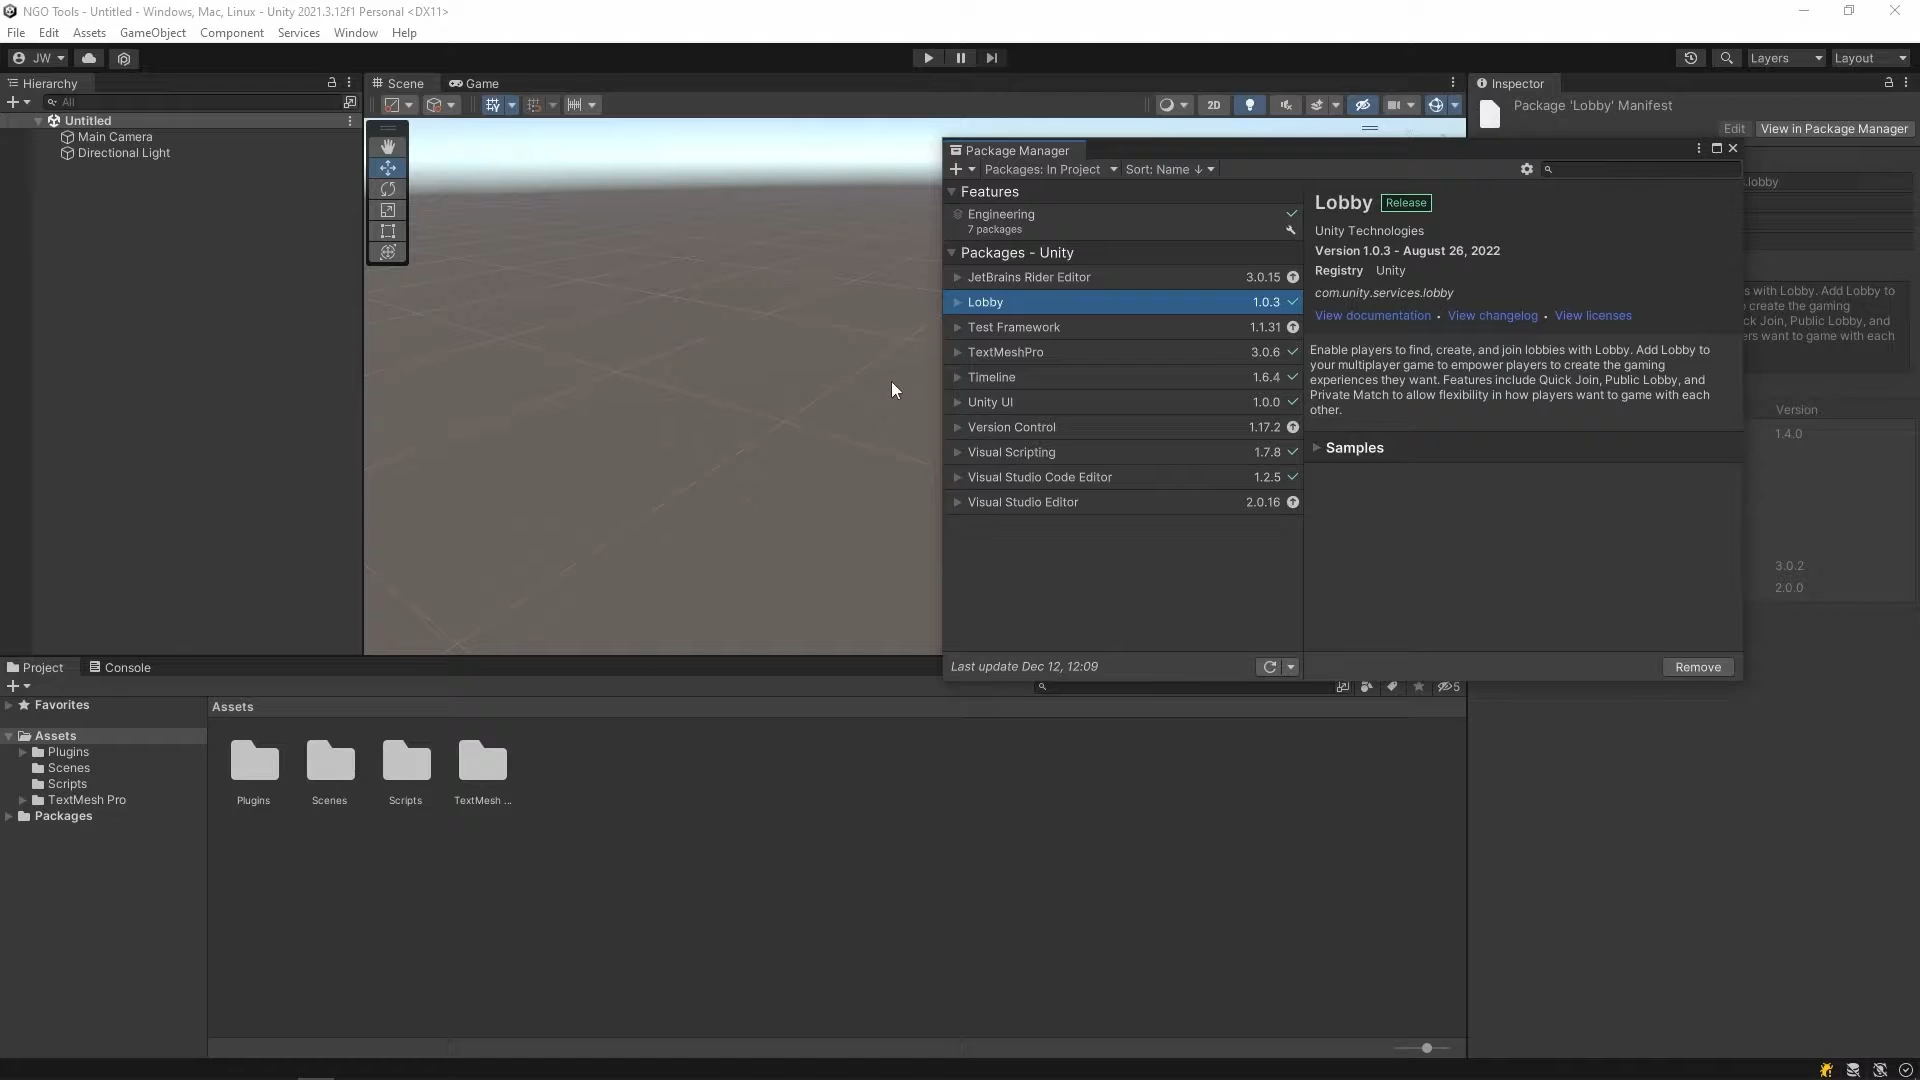 NGO Tools - Untitled - Windows, Mac, Linux - Unity 2021.3.12f1 Personal <DX11>
File Edit Assets GameObject Component Services Window Help
JW
Layers Layout
Hierarchy
All
Untitled
Main Camera
Directional Light
Scene Game
2D
Inspector
Package 'Lobby' Manifest
Edit View in Package Manager
.lobby
s with Lobby. Add Lobby to
create the gaming
ck Join, Public Lobby, and
rs want to game with each
Version
1.4.0
3.0.2
2.0.0
Package Manager
Packages: In Project Sort: Name ↓
Features
Engineering
7 packages
Packages - Unity
JetBrains Rider Editor 3.0.15
Lobby 1.0.3
Test Framework 1.1.31
TextMeshPro 3.0.6
Timeline 1.6.4
Unity UI 1.0.0
Version Control 1.17.2
Visual Scripting 1.7.8
Visual Studio Code Editor 1.2.5
Visual Studio Editor 2.0.16
Last update Dec 12, 12:09
Lobby Release
Unity Technologies
Version 1.0.3 - August 26, 2022
Registry Unity
com.unity.services.lobby
View documentation • View changelog • View licenses
Enable players to find, create, and join lobbies with Lobby. Add Lobby to
your multiplayer game to empower players to create the gaming
experiences they want. Features include Quick Join, Public Lobby, and
Private Match to allow flexibility in how players want to game with each
other.
Samples
Remove
Project Console
5
Favorites
Assets
Plugins
Scenes
Scripts
TextMesh Pro
Packages
Assets
Plugins Scenes Scripts TextMesh ...